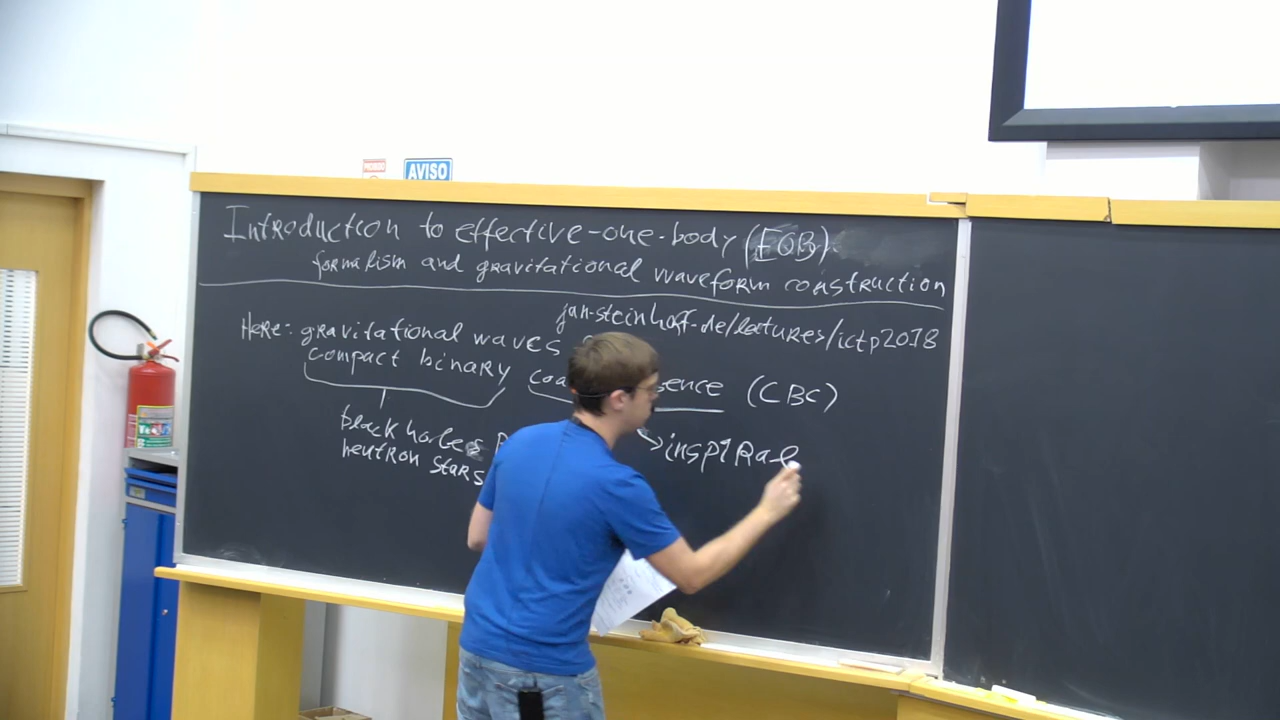 AVISO
Introduction to effective-one-body (EOB)
formalism and gravitational waveform construction
jan-steinhoff.de/lectures/ictp2018
Here: gravitational waves
compact binary coa sence (CBC)
black holes
neutron stars
inspiral